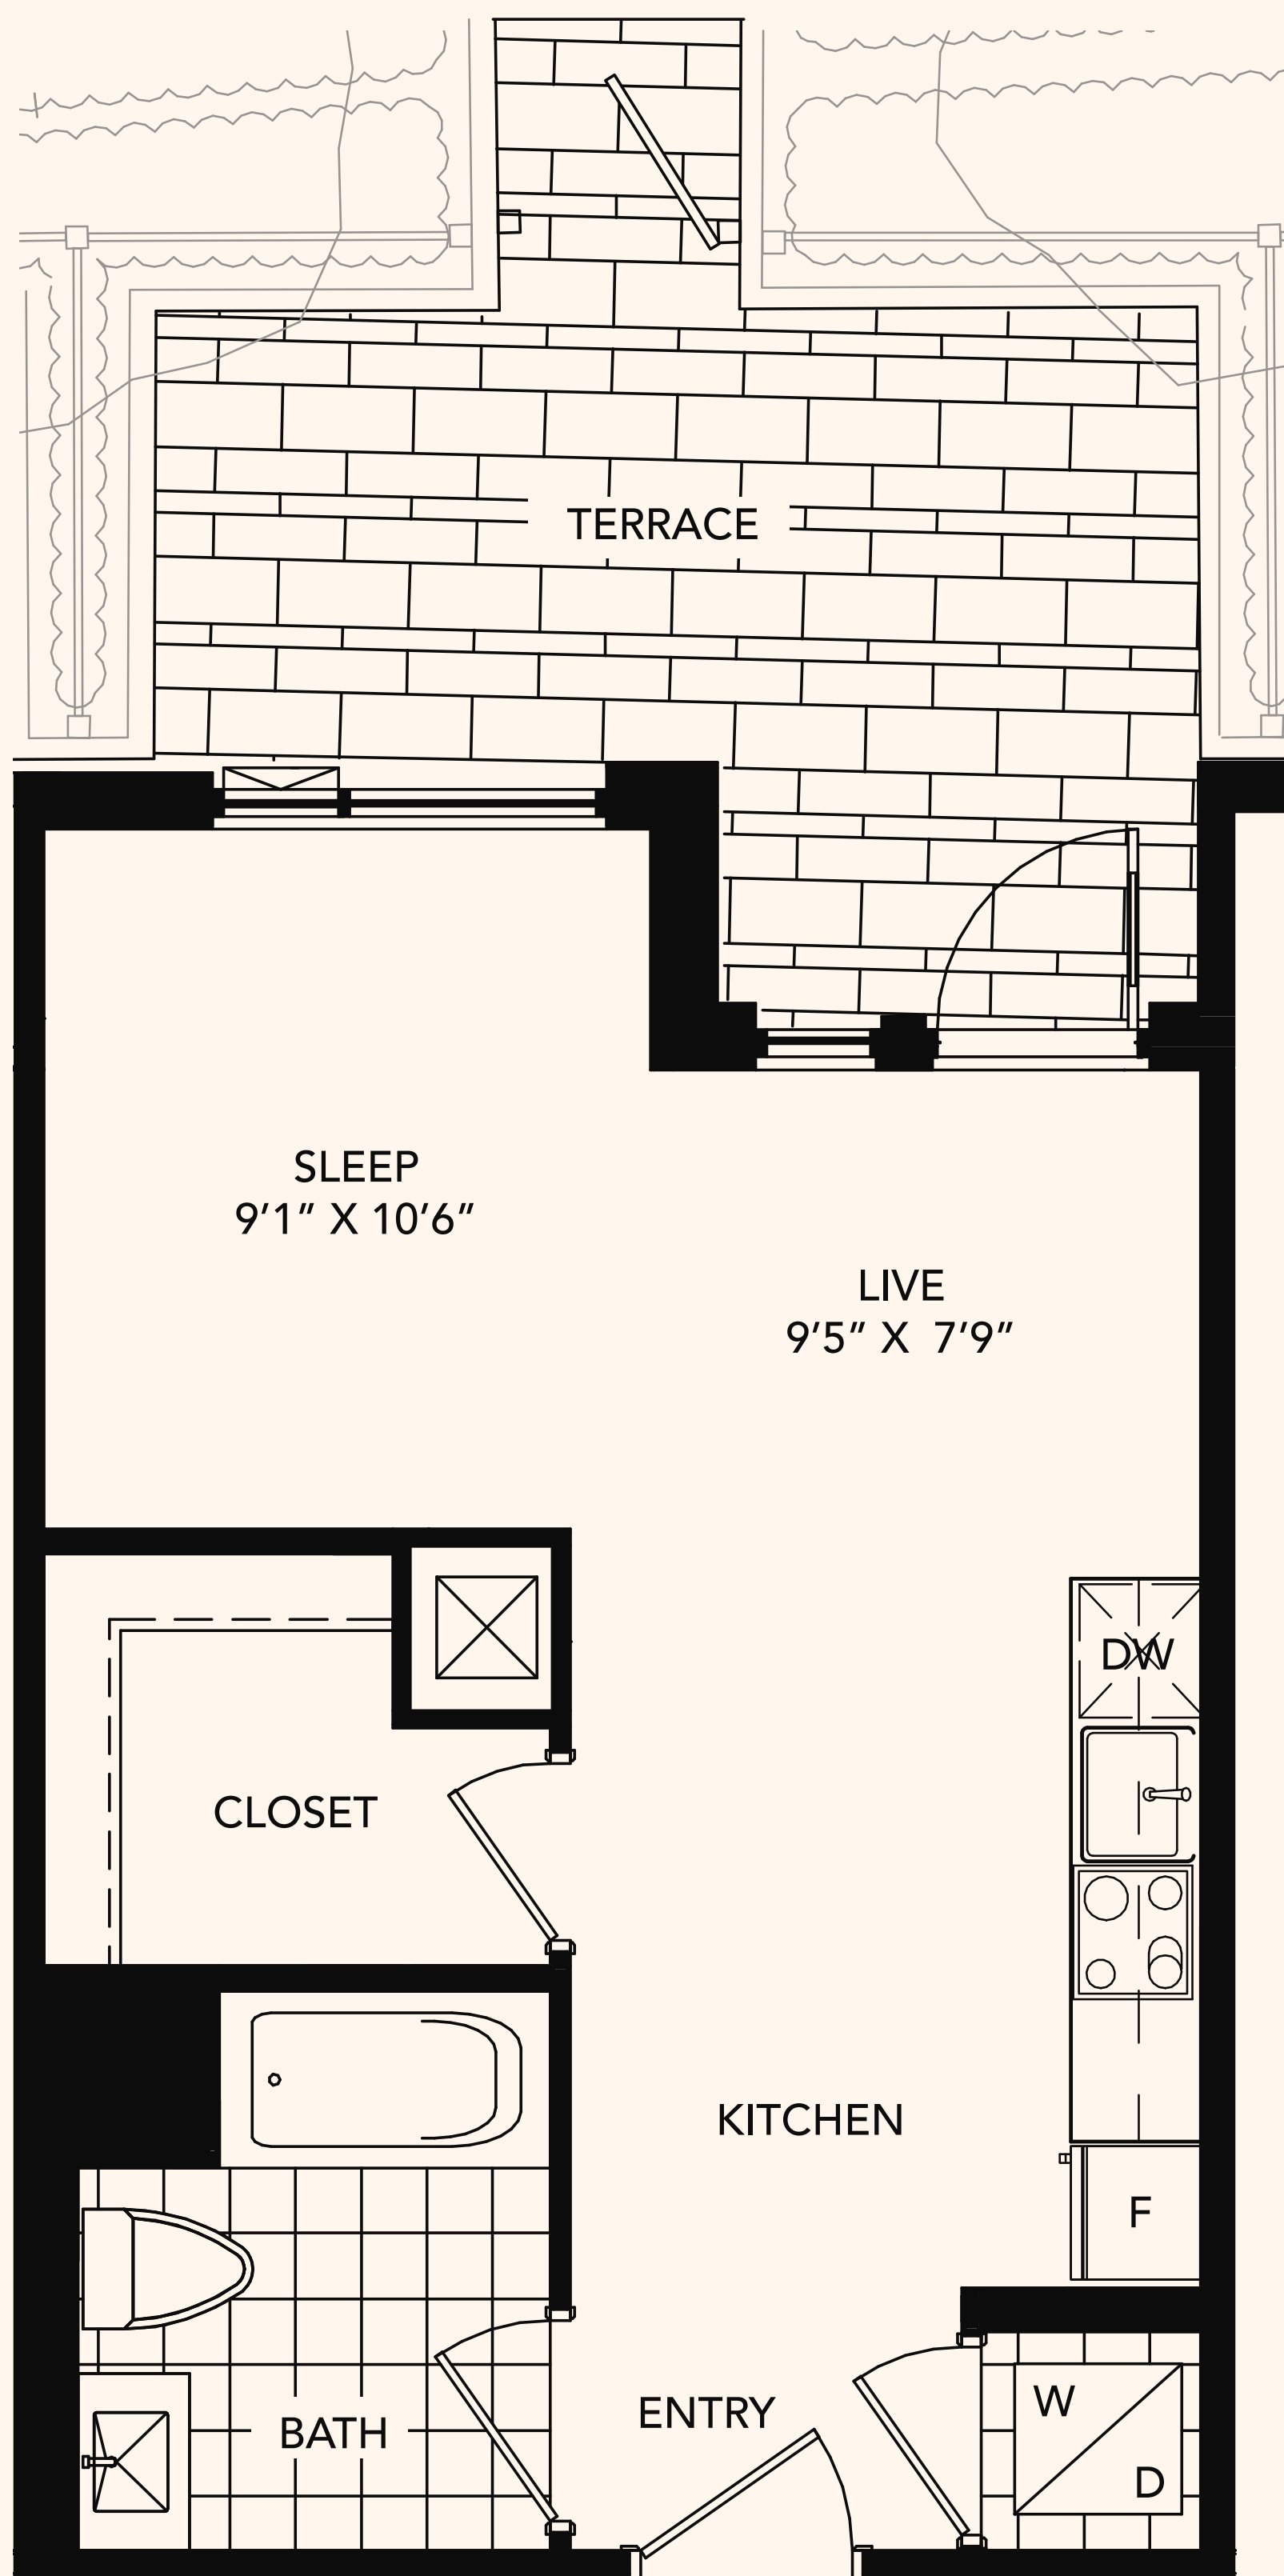 TERRACE
SLEEP
9'1" X 10'6"
LIVE
9'5" X 7'9"
DW
CLOSET
KITCHEN
F
W
ENTRY
BATH
D